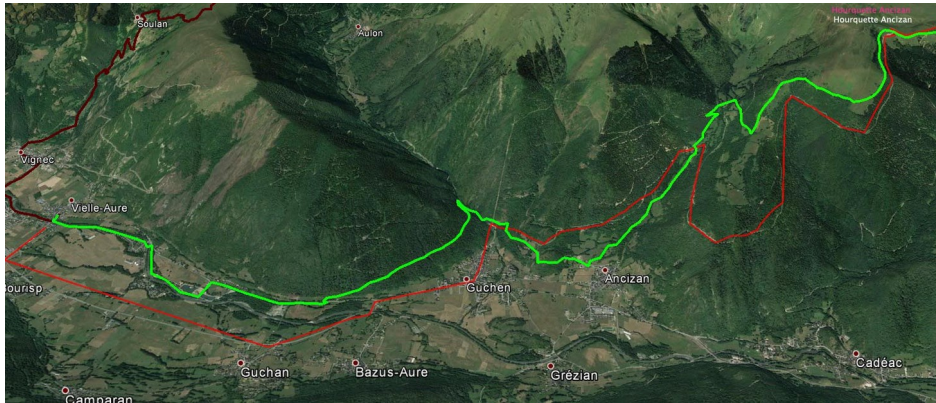 Hourquette Ancizan
Hourquette Ancizan
Soulan
Aulon
Vignec
Vielle-Aure
Bourisp
Guchen
Ancizan
Guchan
Bazus-Aure
Grézian
Cadéac
Camparan